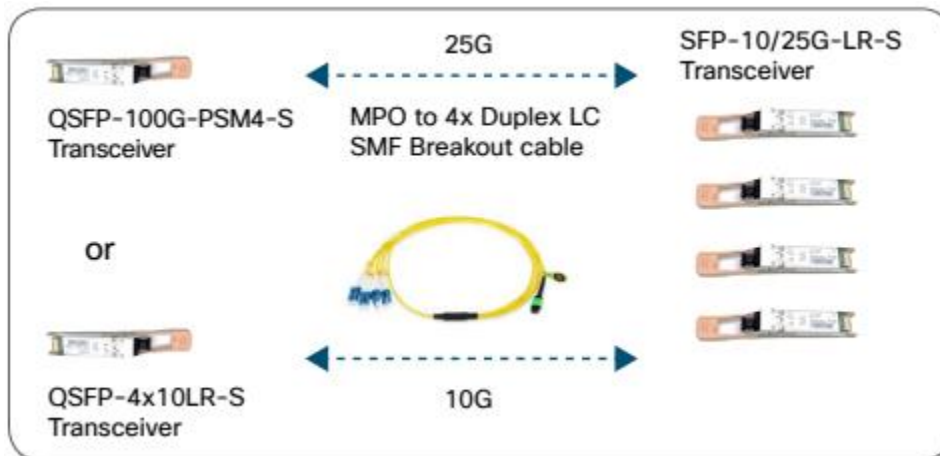 25G
SFP-10/25G-LR-S
Transceiver
QSFP-100G-PSM4-S
Transceiver
MPO to 4x Duplex LC
SMF Breakout cable
or
QSFP-4x10LR-S
Transceiver
10G